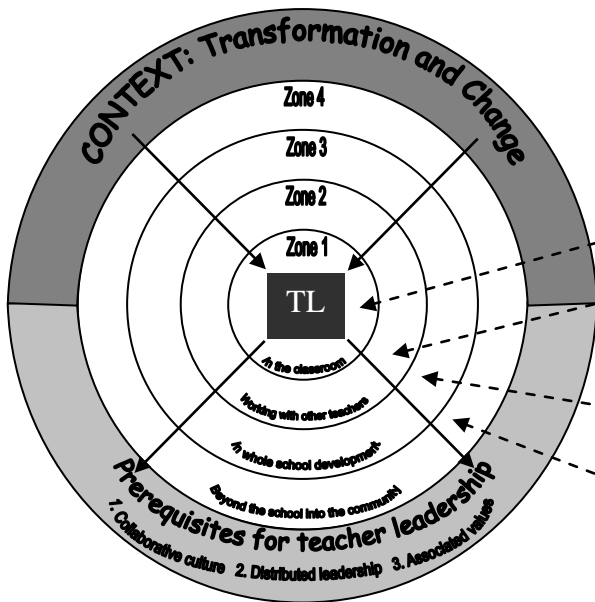 CONTEXT: Transformation and Change
Zone 4
Zone 3
Zone 2
Zone 1
TL
In the classroom
Working with other teachers
In whole school development
Beyond the school into the community
Prerequisites for teacher leadership
1. Collaborative culture 2. Distributed leadership 3. Associated values